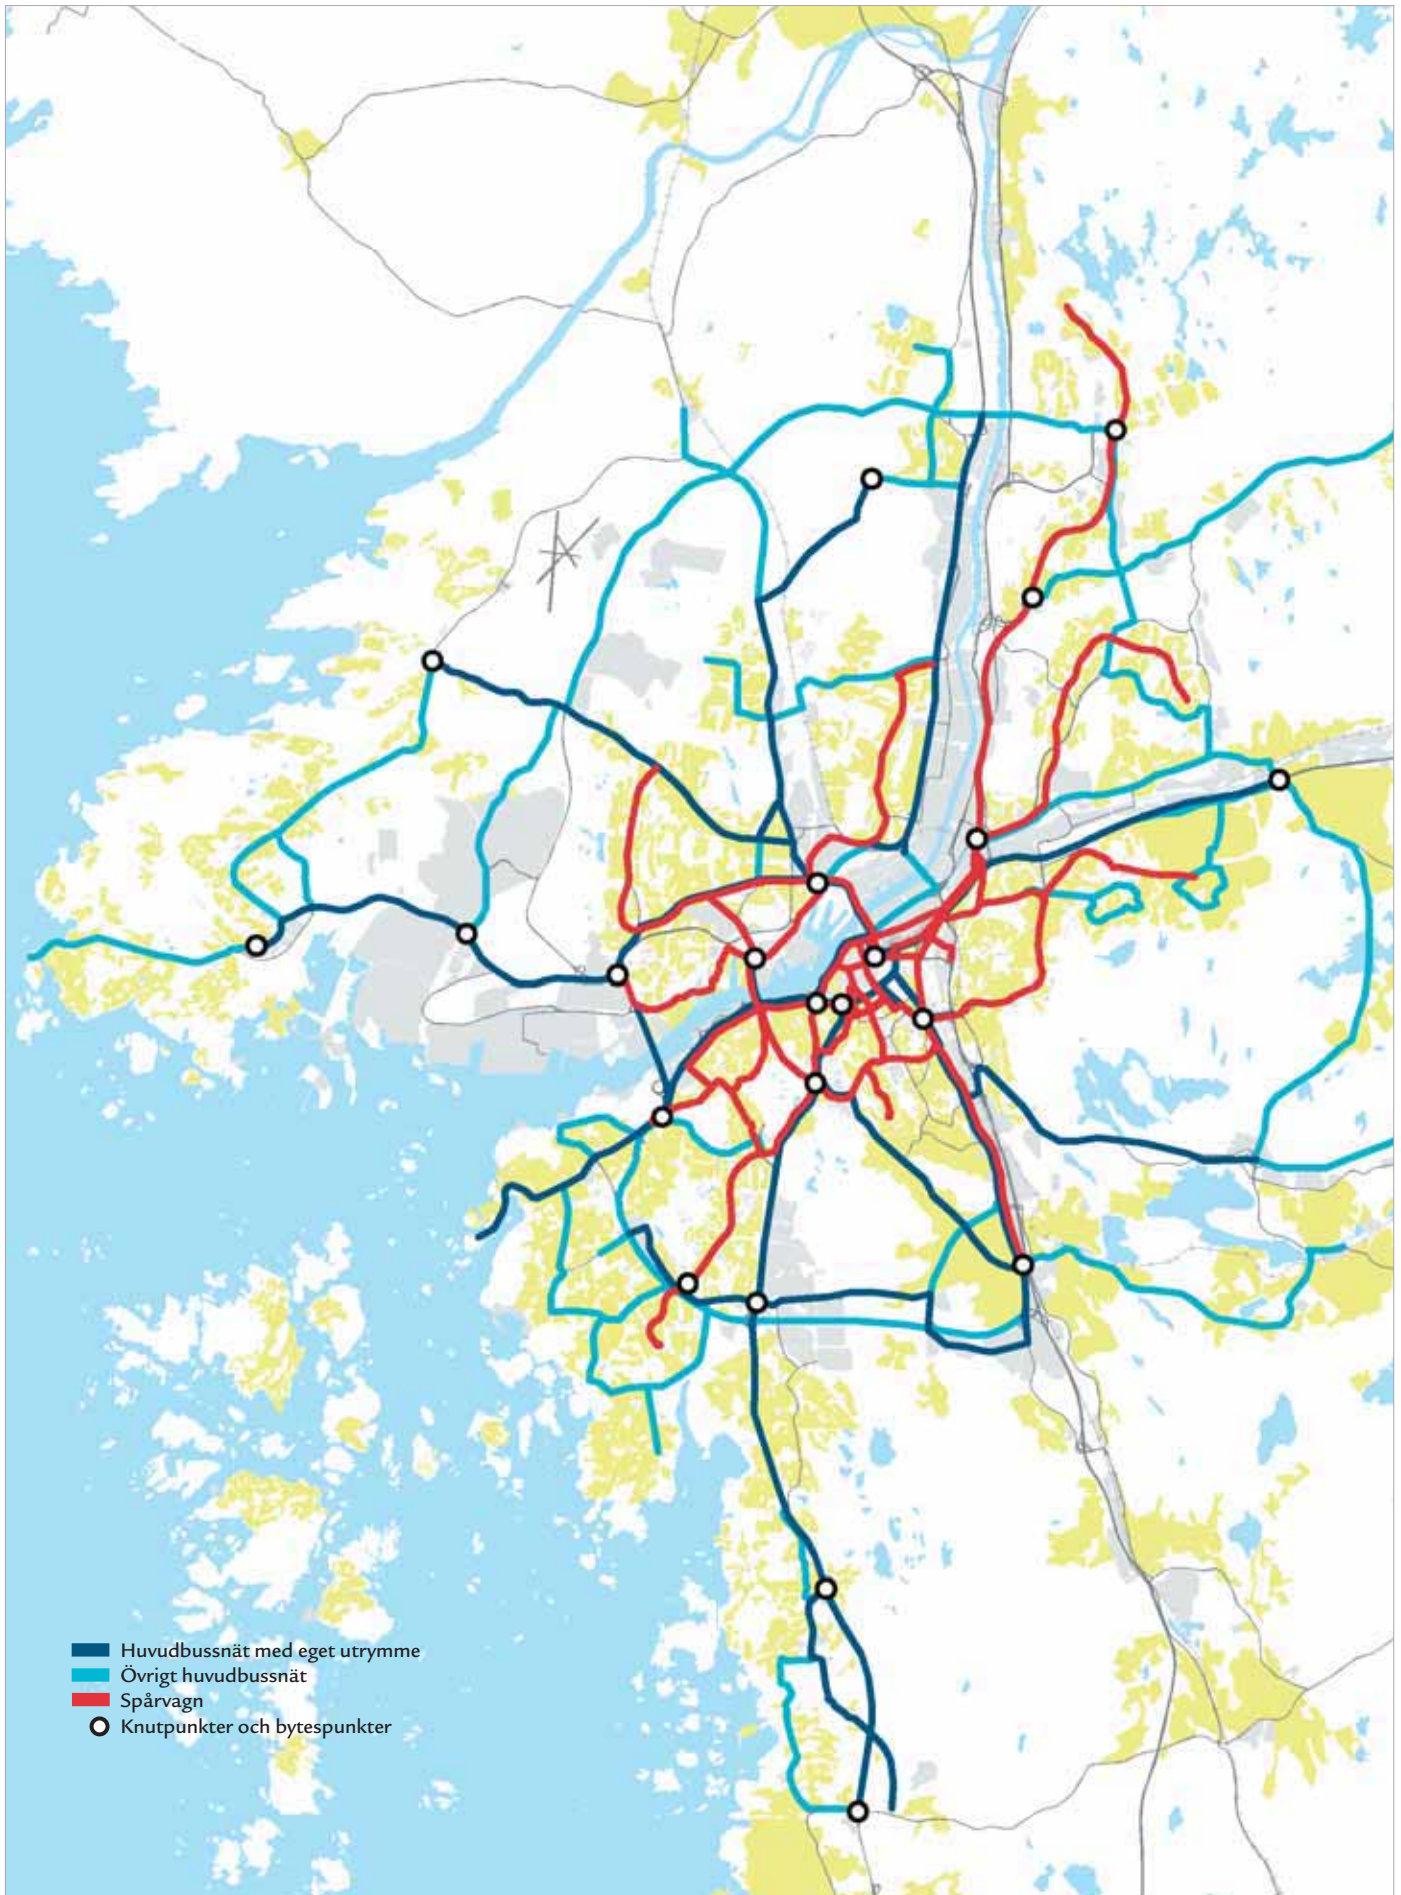 Huvudbussnät med eget utrymme
Övrigt huvudbussnät
Spårvagn
Knutpunkter och bytespunkter